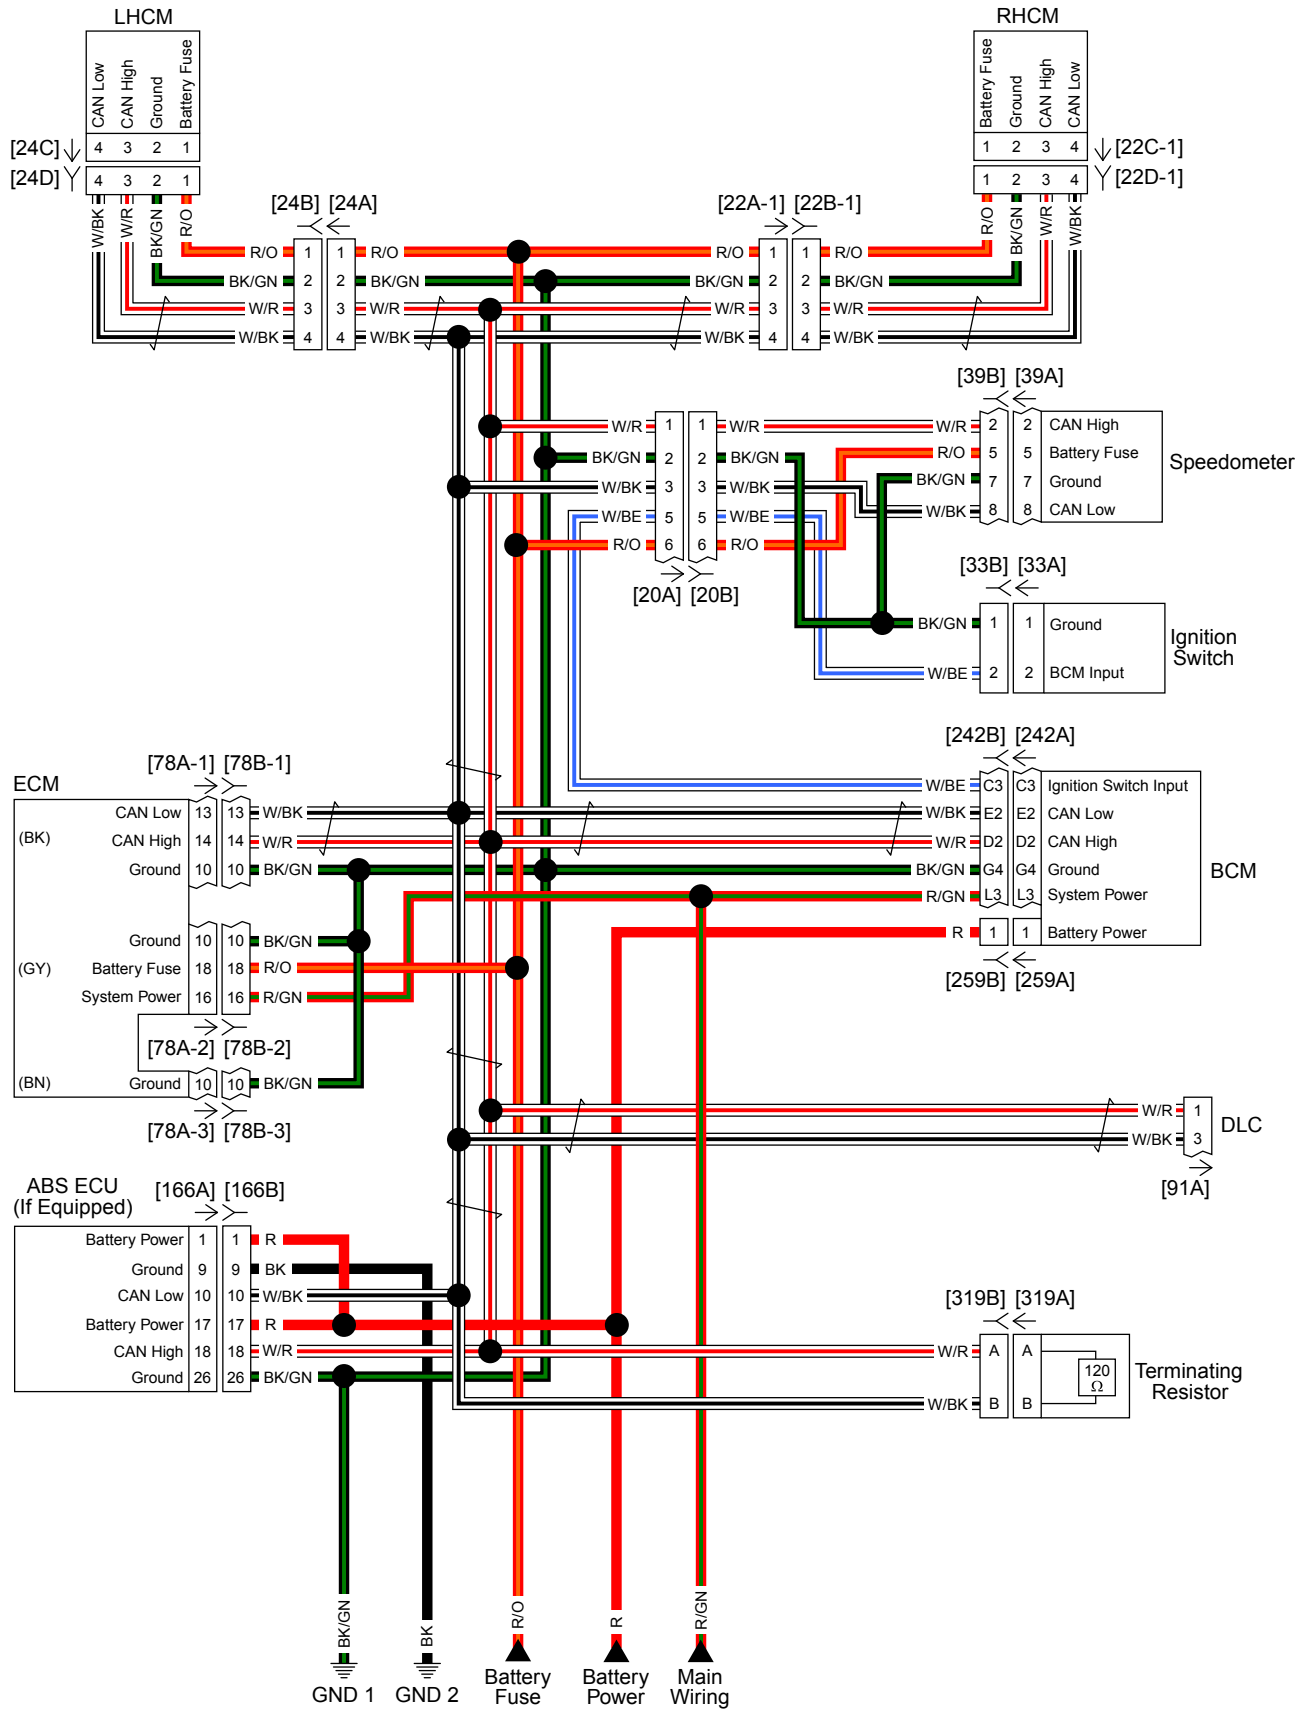 LHCM
RHCM
CAN Low
CAN High
Ground
Battery Fuse
Battery Fuse
Ground
CAN High
CAN Low
[24C] 4 3 2 1
1 2 3 4 [22C-1]
[24D] 4 3 2 1
1 2 3 4 [22D-1]
W/BK W/R BK/GN R/O
R/O BK/GN W/R W/BK
[24B] [24A]
[22A-1] [22B-1]
R/O 1 1 R/O R/O 1 1 R/O
BK/GN 2 2 BK/GN BK/GN 2 2 BK/GN
W/R 3 3 W/R W/R 3 3 W/R
W/BK 4 4 W/BK W/BK 4 4 W/BK
[39B] [39A]
W/R 1 1 W/R W/R 2 2 CAN High
R/O 5 5 Battery Fuse
Speedometer
BK/GN 2 2 BK/GN
BK/GN 7 7 Ground
W/BK 3 3 W/BK
W/BK 8 8 CAN Low
W/BE 5 5 W/BE
R/O 6 6 R/O
[20A] [20B]
[33B] [33A]
BK/GN 1 1 Ground
Ignition
Switch
W/BE 2 2 BCM Input
[242B] [242A]
W/BE C3 C3 Ignition Switch Input
W/BK E2 E2 CAN Low
W/R D2 D2 CAN High
BK/GN G4 G4 Ground
BCM
R/GN L3 L3 System Power
R 1 1 Battery Power
[259B] [259A]
[78A-1] [78B-1]
ECM
(BK)
CAN Low 13 13 W/BK
CAN High 14 14 W/R
Ground 10 10 BK/GN
Ground 10 10 BK/GN
(GY)
Battery Fuse 18 18 R/O
System Power 16 16 R/GN
[78A-2] [78B-2]
(BN)
Ground 10 10 BK/GN
[78A-3] [78B-3]
W/R 1
DLC
W/BK 3
[91A]
ABS ECU
(If Equipped)
[166A] [166B]
Battery Power 1 1 R
Ground 9 9 BK
CAN Low 10 10 W/BK
Battery Power 17 17 R
CAN High 18 18 W/R
Ground 26 26 BK/GN
[319B] [319A]
W/R A A
120
Ω
W/BK B B
Terminating
Resistor
BK/GN
BK
R/O
R
R/GN
GND 1
GND 2
Battery
Fuse
Battery
Power
Main
Wiring